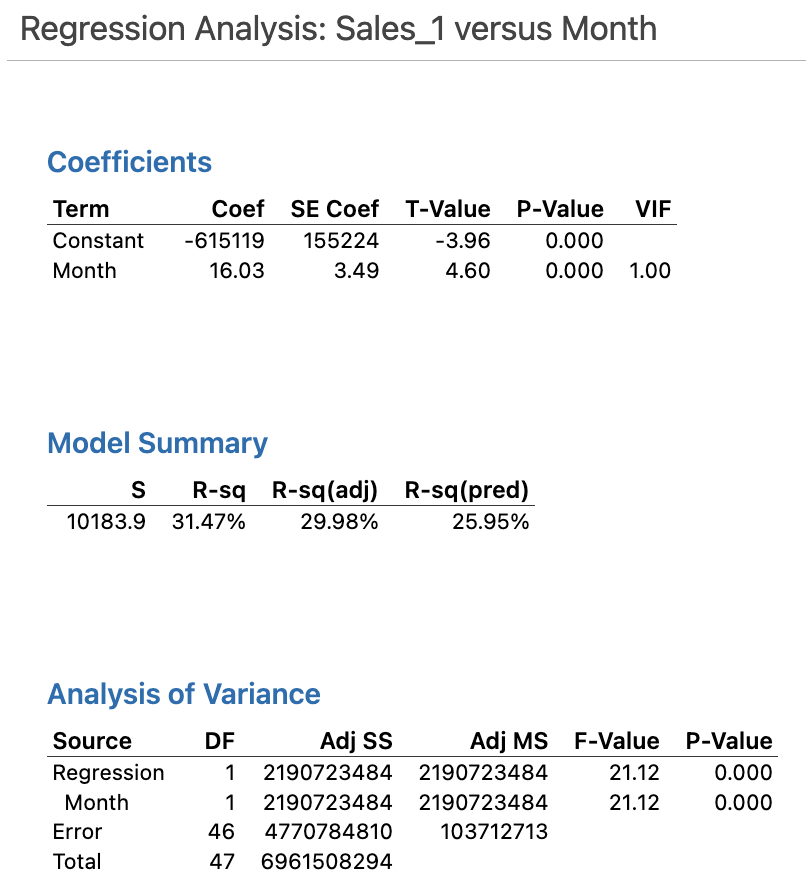 Regression Analysis: Sales_1 versus Month
Coefficients
Term Coef SE Coef T-Value P-Value VIF
Constant -615119 155224 -3.96 0.000
Month 16.03 3.49 4.60 0.000 1.00
Model Summary
S R-sq R-sq(adj) R-sq(pred)
10183.9 31.47% 29.98% 25.95%
Analysis of Variance
Source DF Adj SS Adj MS F-Value P-Value
Regression 1 2190723484 2190723484 21.12 0.000
Month 1 2190723484 2190723484 21.12 0.000
Error 46 4770784810 103712713
Total 47 6961508294